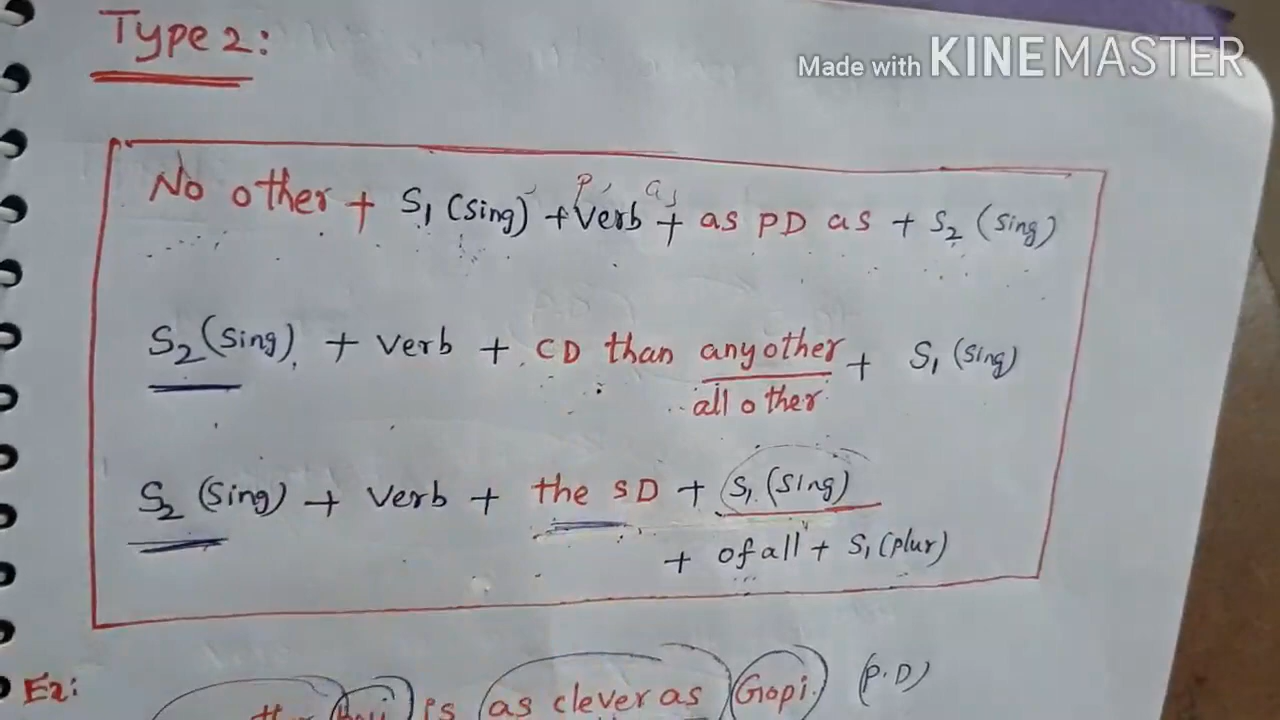 Type 2:
Made with KINEMASTER
P, as
No other + S₁ (sing) + verb + as PD as + S₂ (sing)
S₂ (sing) + verb + CD than any other + S₁ (sing)
all other
S₂ (sing) + verb + the SD + S₁ (sing)
+ of all + S₁ (plur)
Ex: is as clever as Gopi. (P.D)